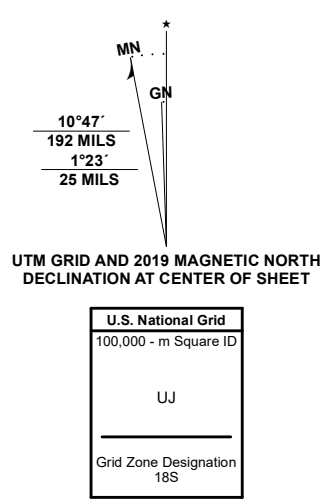 ★
MN
GN
10°47´
192 MILS
1°23´
25 MILS
UTM GRID AND 2019 MAGNETIC NORTH
DECLINATION AT CENTER OF SHEET
U.S. National Grid
100,000 - m Square ID
UJ
Grid Zone Designation
18S